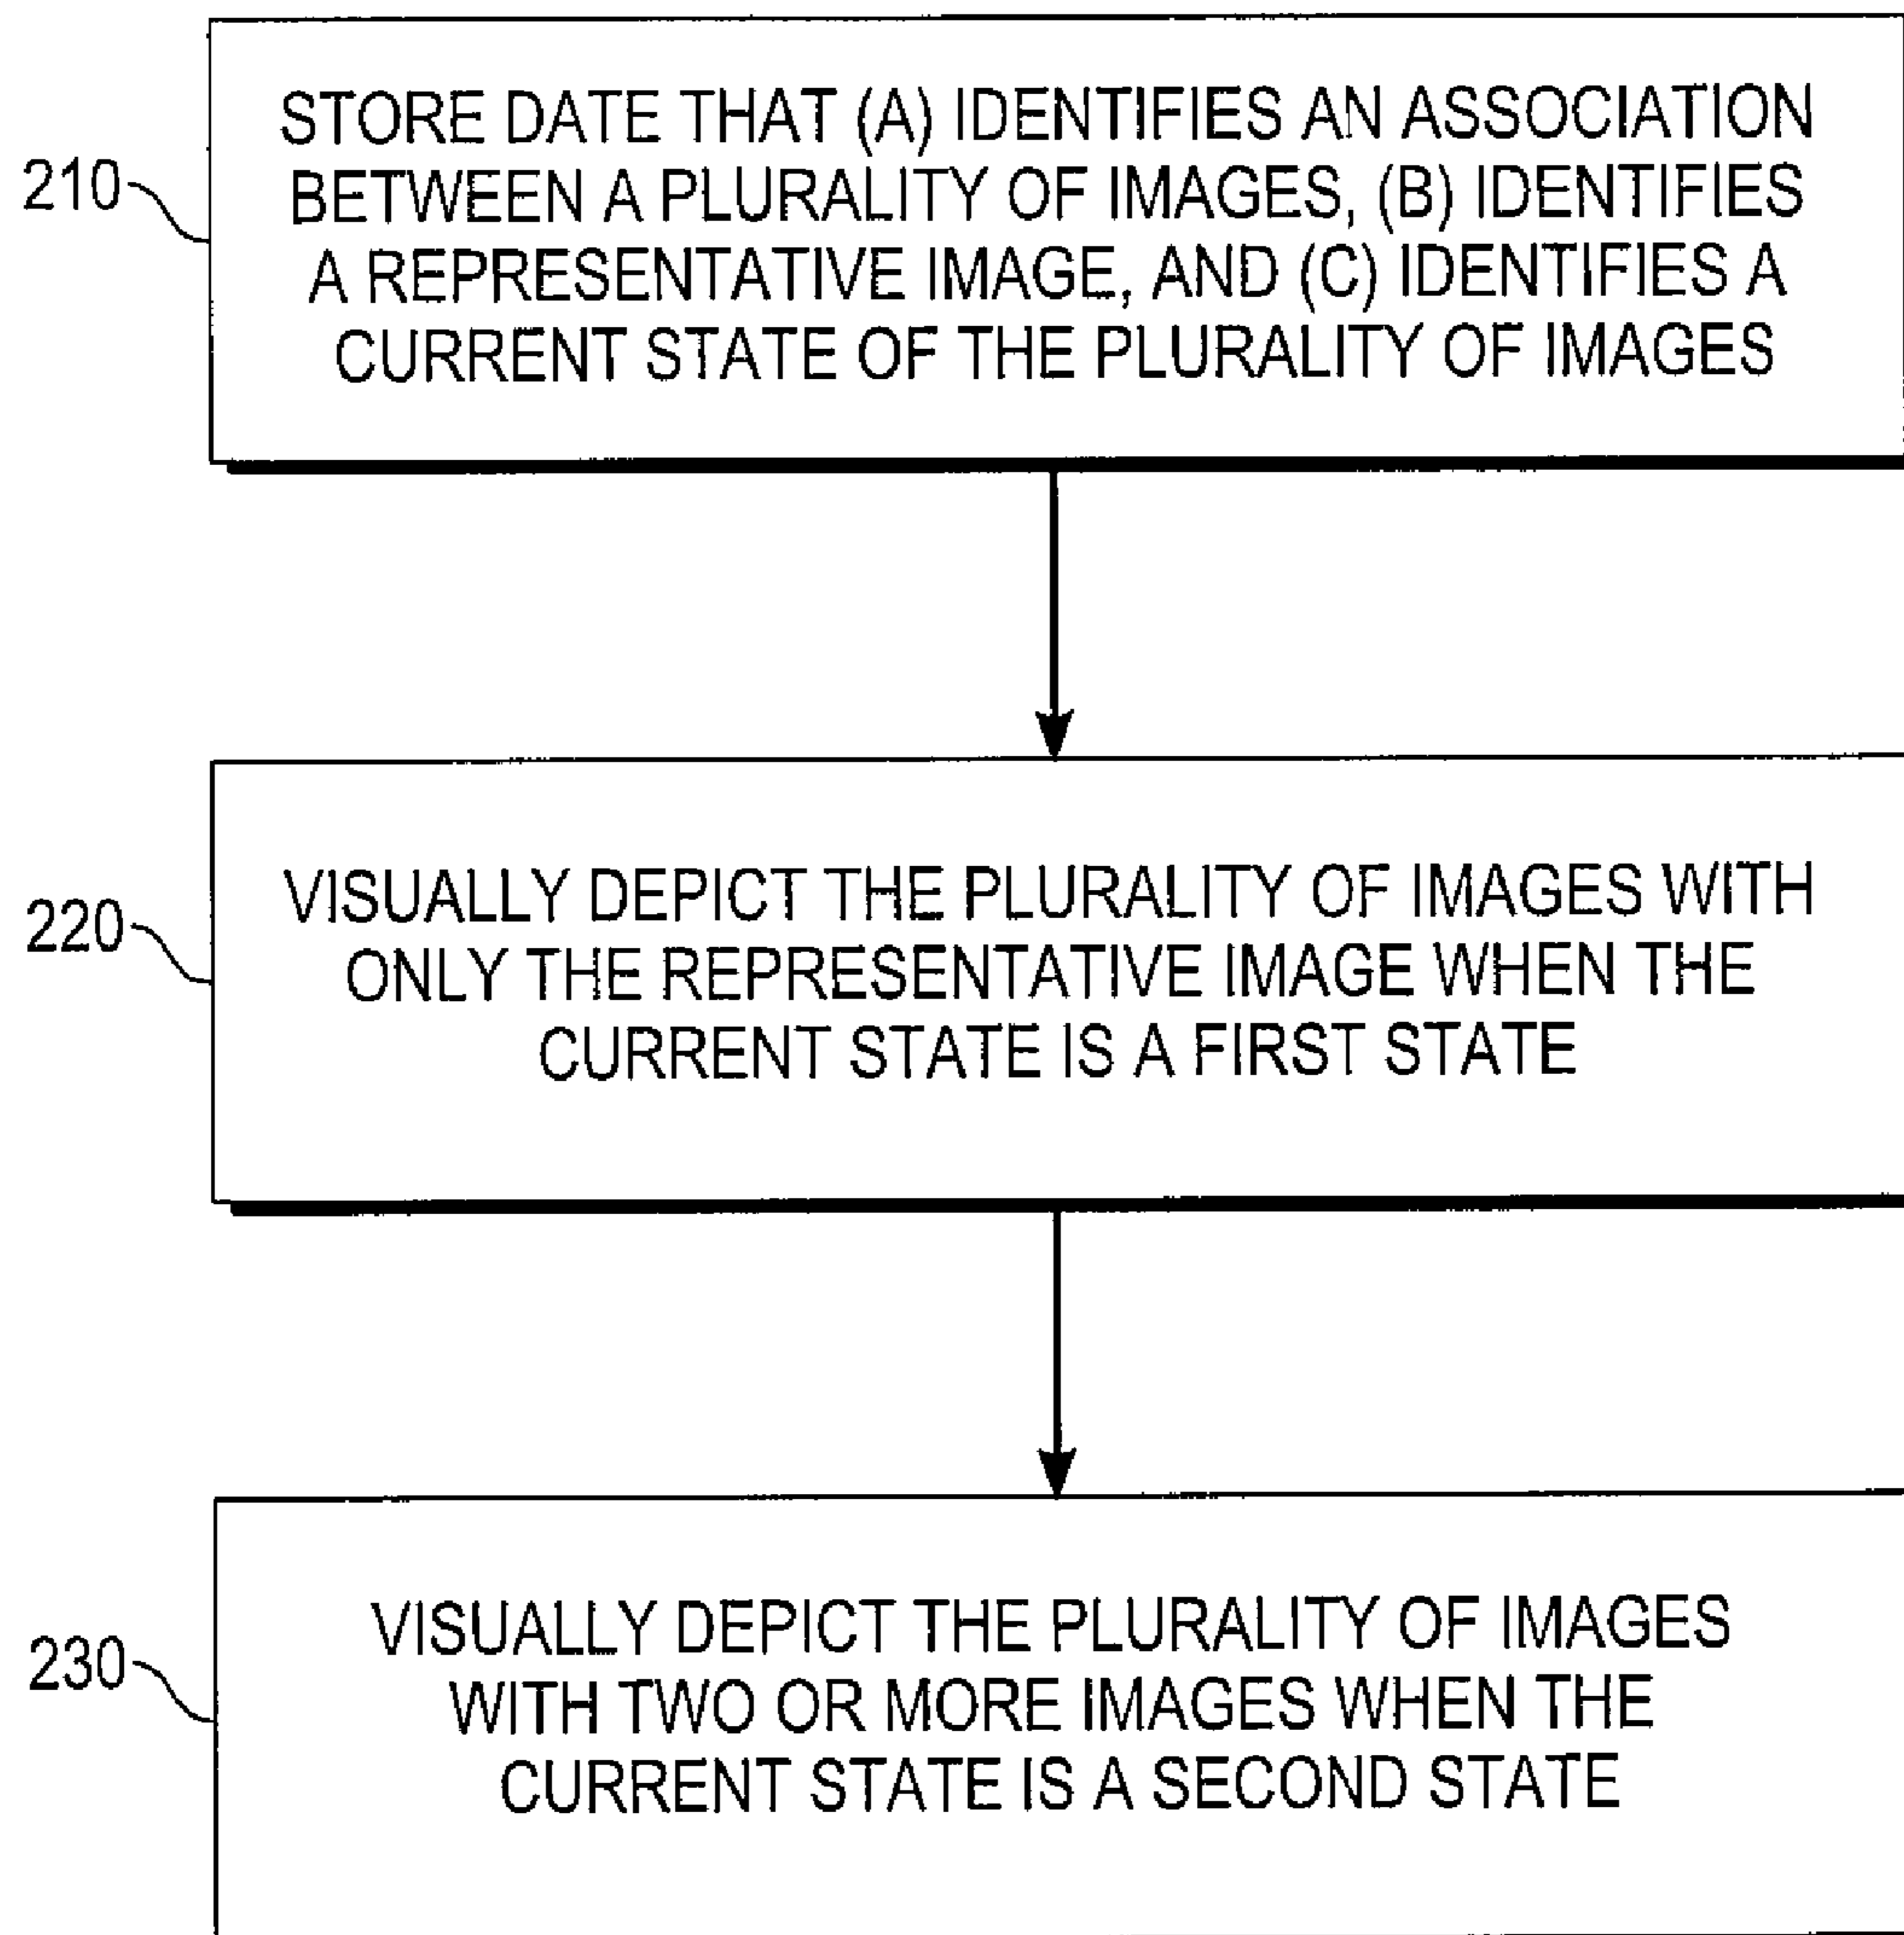 STORE DATE THAT (A) IDENTIFIES AN ASSOCIATION
BETWEEN A PLURALITY OF IMAGES, (B) IDENTIFIES
A REPRESENTATIVE IMAGE, AND (C) IDENTIFIES A
CURRENT STATE OF THE PLURALITY OF IMAGES
210
VISUALLY DEPICT THE PLURALITY OF IMAGES WITH
ONLY THE REPRESENTATIVE IMAGE WHEN THE
CURRENT STATE IS A FIRST STATE
220
VISUALLY DEPICT THE PLURALITY OF IMAGES
WITH TWO OR MORE IMAGES WHEN THE
CURRENT STATE IS A SECOND STATE
230